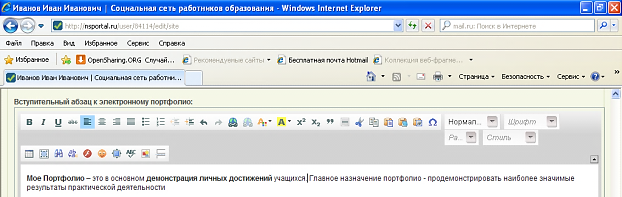 Иванов Иван Иванович | Социальная сеть работников образования - Windows Internet Explorer
http://nsportal.ru/user/84114/edit/site
mail.ru: Поиск в Интернете
Файл Правка Вид Избранное Сервис Справка
Избранное OpenSharing.ORG Случай... Рекомендуемые сайты Бесплатная почта Hotmail Коллекция веб-фрагме...
Иванов Иван Иванович | Социальная сеть работников ... Страница Безопасность Сервис
Вступительный абзац к электронному портфолио:
B I U abc Нормал... Шрифт
Ра... Стиль
Мое Портфолио – это в основном демонстрация личных достижений учащихся. Главное назначение портфолио - продемонстрировать наиболее значимые
результаты практической деятельности